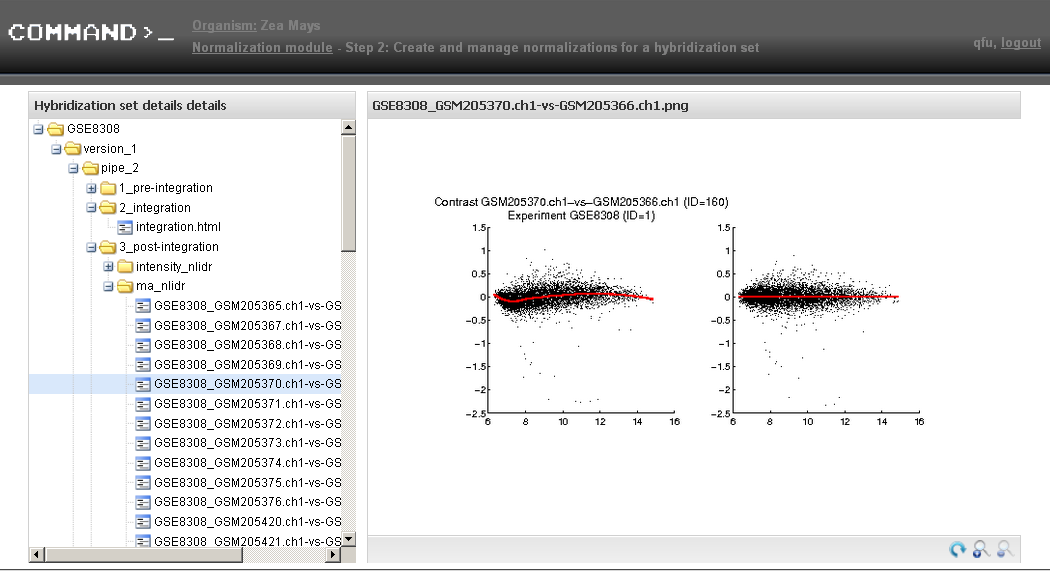 COMMAND>_
Organism: Zea Mays
Normalization module - Step 2: Create and manage normalizations for a hybridization set
qfu, logout
Hybridization set details details
GSE8308
version_1
pipe_2
1_pre-integration
2_integration
integration.html
3_post-integration
intensity_nlidr
ma_nlidr
GSE8308_GSM205365.ch1-vs-GS
GSE8308_GSM205367.ch1-vs-GS
GSE8308_GSM205368.ch1-vs-GS
GSE8308_GSM205369.ch1-vs-GS
GSE8308_GSM205370.ch1-vs-GS
GSE8308_GSM205371.ch1-vs-GS
GSE8308_GSM205372.ch1-vs-GS
GSE8308_GSM205373.ch1-vs-GS
GSE8308_GSM205374.ch1-vs-GS
GSE8308_GSM205375.ch1-vs-GS
GSE8308_GSM205376.ch1-vs-GS
GSE8308_GSM205420.ch1-vs-GS
GSE8308_GSM205421.ch1-vs-GS
GSE8308_GSM205370.ch1-vs-GSM205366.ch1.png
Contrast GSM205370.ch1–vs–GSM205366.ch1 (ID=160)
Experiment GSE8308 (ID=1)
1.5
1
0.5
0
−0.5
−1
−1.5
−2
−2.5
6 8 10 12 14 16
1.5
1
0.5
0
−0.5
−1
−1.5
−2
−2.5
6 8 10 12 14 16